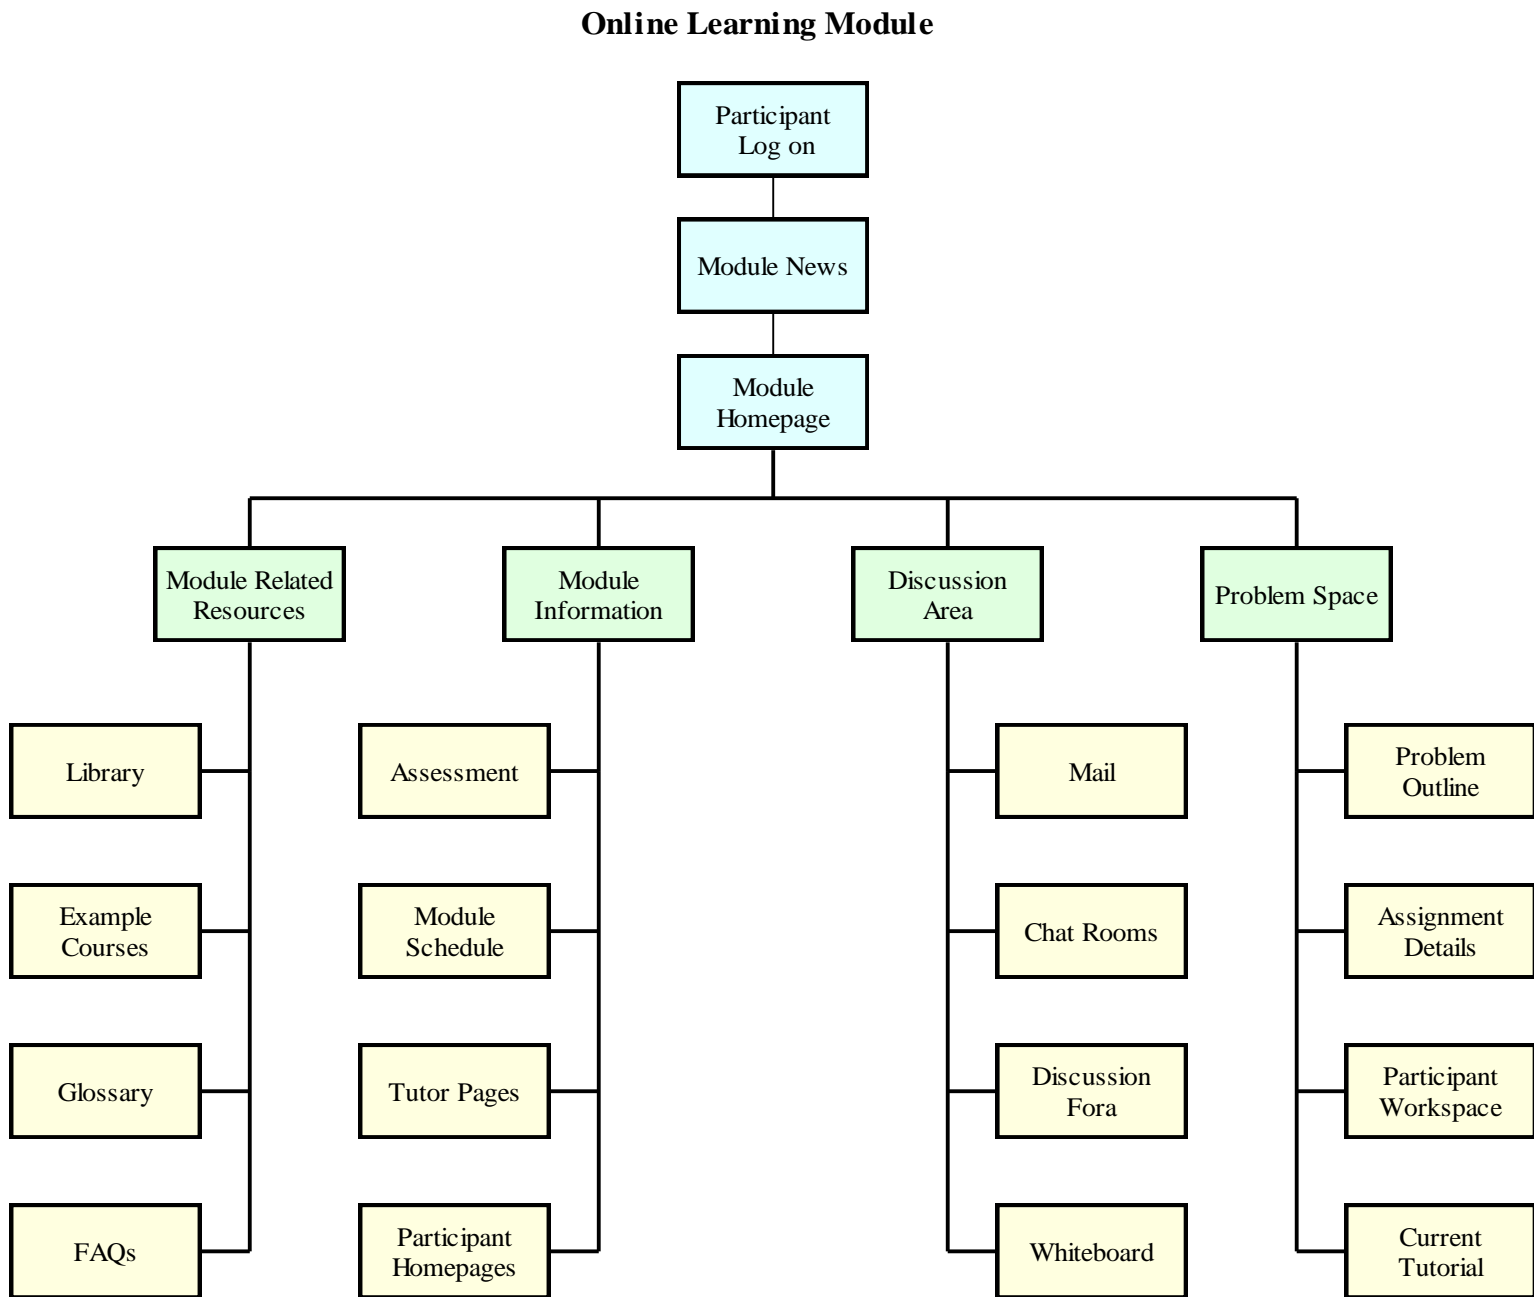 Online Learning Module
Participant
Log on
Module News
Module
Homepage
Module Related
Resources
Module
Information
Discussion
Area
Problem Space
Library
Assessment
Mail
Problem
Outline
Example
Courses
Module
Schedule
Chat Rooms
Assignment
Details
Glossary
Tutor Pages
Discussion
Fora
Participant
Workspace
FAQs
Participant
Homepages
Whiteboard
Current
Tutorial